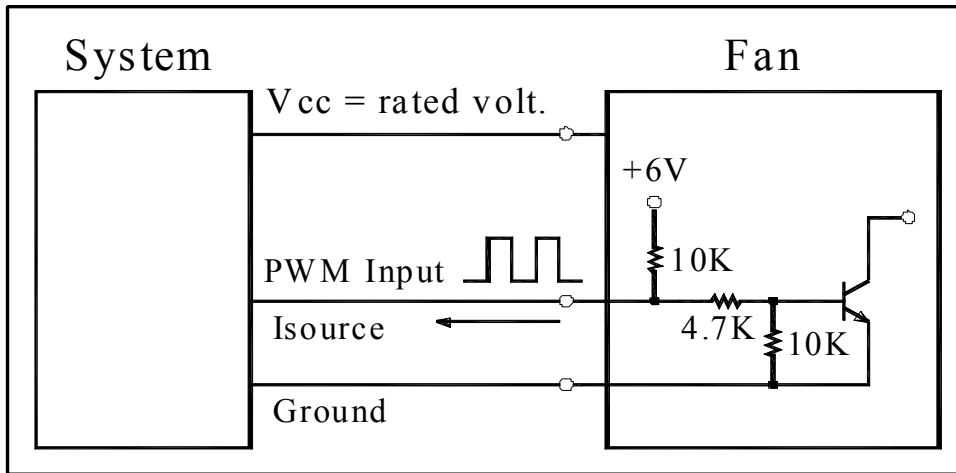 System
Fan
Vcc = rated volt.
+6V
10K
PWM Input
4.7K
10K
Isource
Ground